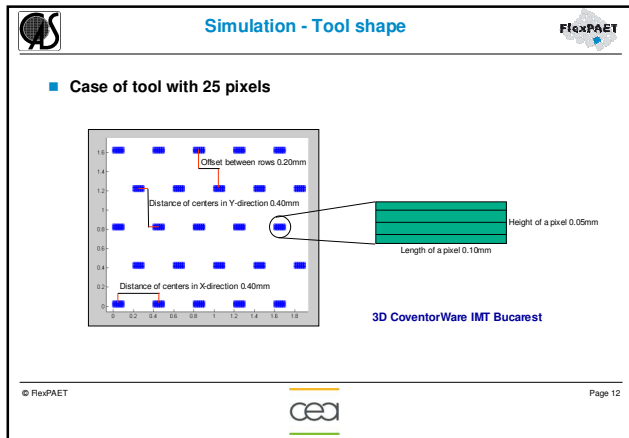 Simulation - Tool shape
FlexPAET
Case of tool with 25 pixels
Offset between rows 0.20mm
Distance of centers in Y-direction 0.40mm
Distance of centers in X-direction 0.40mm
1.6
1.4
1.2
1
0.8
0.6
0.4
0.2
0
0 0.2 0.4 0.6 0.8 1 1.2 1.4 1.6 1.8
Height of a pixel 0.05mm
Length of a pixel 0.10mm
3D CoventorWare IMT Bucarest
© FlexPAET
cea
Page 12